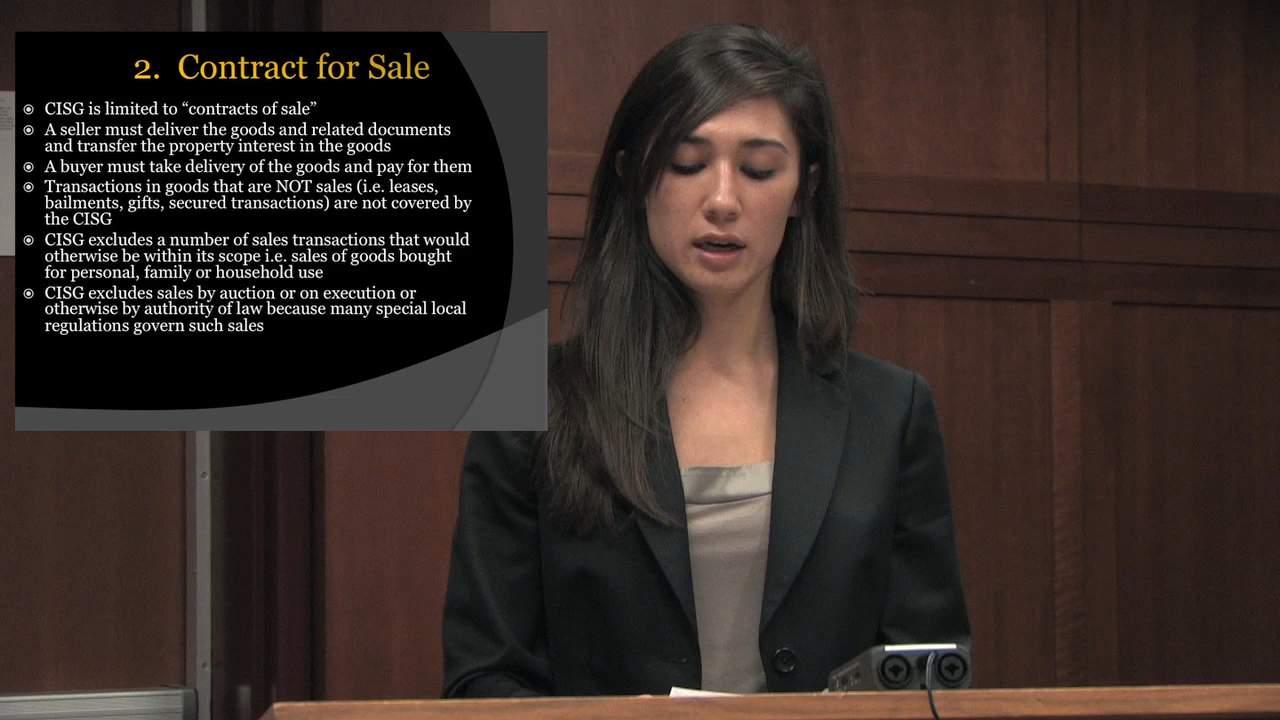 2. Contract for Sale
CISG is limited to “contracts of sale”
A seller must deliver the goods and related documents
and transfer the property interest in the goods
A buyer must take delivery of the goods and pay for them
Transactions in goods that are NOT sales (i.e. leases,
bailments, gifts, secured transactions) are not covered by
the CISG
CISG excludes a number of sales transactions that would
otherwise be within its scope i.e. sales of goods bought
for personal, family or household use
CISG excludes sales by auction or on execution or
otherwise by authority of law because many special local
regulations govern such sales